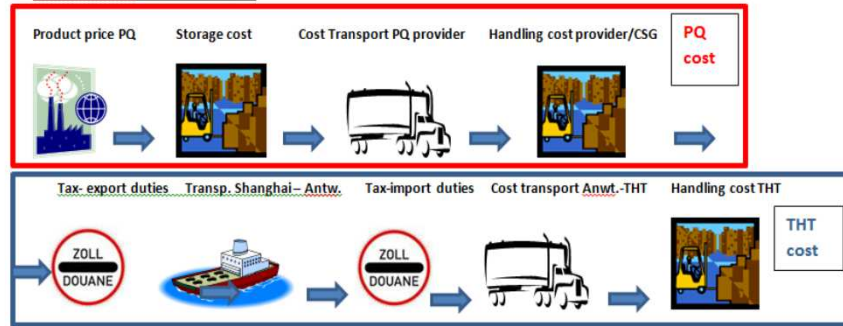 Product price PQ
Storage cost
Cost Transport PQ provider
Handling cost provider/CSG
PQ
cost
Tax- export duties
Transp. Shanghai – Antw.
Tax-import duties
Cost transport Anwt.-THT
Handling cost THT
THT
cost
ZOLL
DOUANE
ZOLL
DOUANE